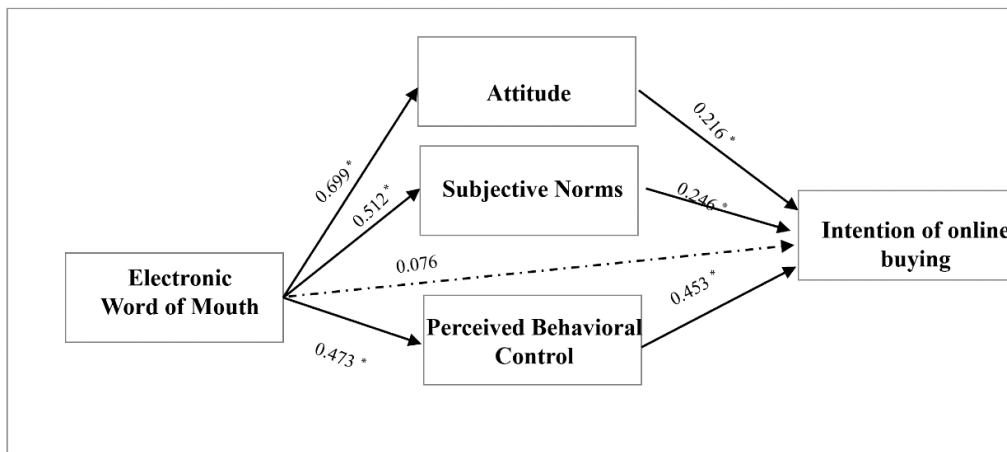 Attitude
0.216 *
0.699 *
Subjective Norms
0.512 *
0.246 *
Intention of online
buying
0.076
Electronic
Word of Mouth
0.453 *
Perceived Behavioral
Control
0.473 *